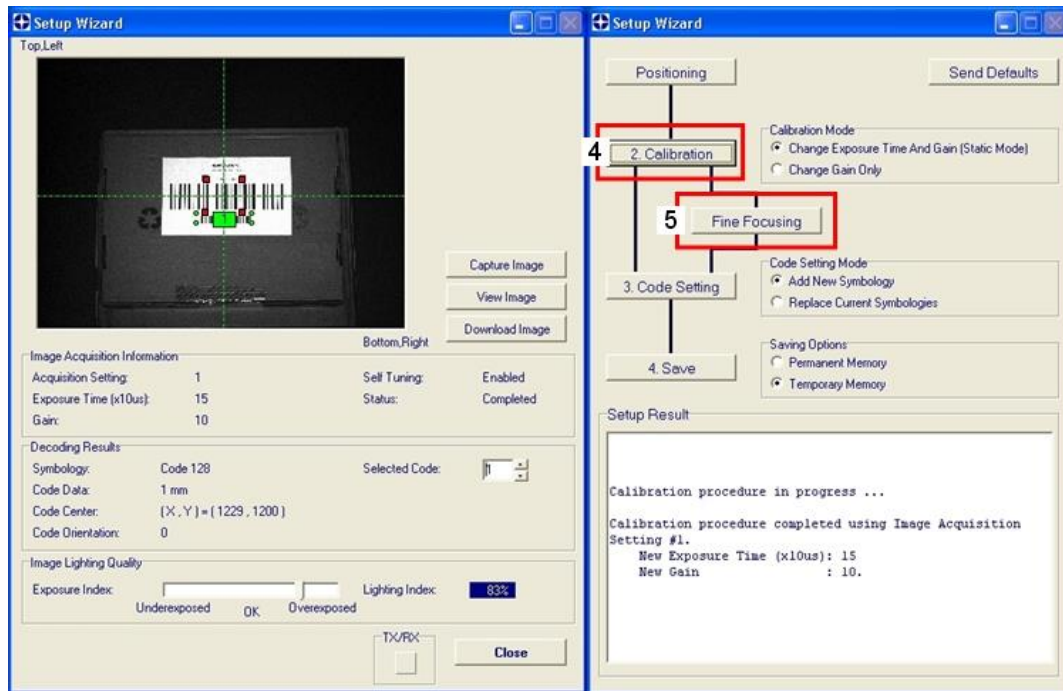 Setup Wizard
Top,Left
Capture Image
View Image
Download Image
Bottom,Right
Image Acquisition Information
Acquisition Setting: 1 Self Tuning: Enabled
Exposure Time (x10us): 15 Status: Completed
Gain: 10
Decoding Results
Symbology: Code 128 Selected Code: 1
Code Data: 1 mm
Code Center: ( X , Y ) = ( 1229 , 1200 )
Code Orientation: 0
Image Lighting Quality
Exposure Index: Lighting Index: 83%
Underexposed OK Overexposed
TX/RX
Close
Setup Wizard
Positioning Send Defaults
4 2. Calibration
Calibration Mode
Change Exposure Time And Gain (Static Mode)
Change Gain Only
5 Fine Focusing
3. Code Setting
Code Setting Mode
Add New Symbology
Replace Current Symbologies
4. Save
Saving Options
Permanent Memory
Temporary Memory
Setup Result
Calibration procedure in progress ...
Calibration procedure completed using Image Acquisition
Setting #1.
New Exposure Time (x10us): 15
New Gain : 10.